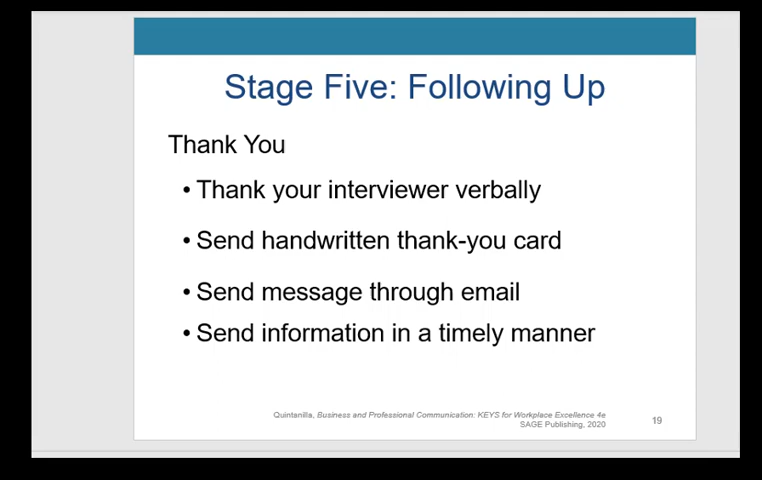 Stage Five: Following Up
Thank You
• Thank your interviewer verbally
• Send handwritten thank-you card
• Send message through email
• Send information in a timely manner
Quintanilla, Business and Professional Communication: KEYS for Workplace Excellence 4e
SAGE Publishing, 2020
19